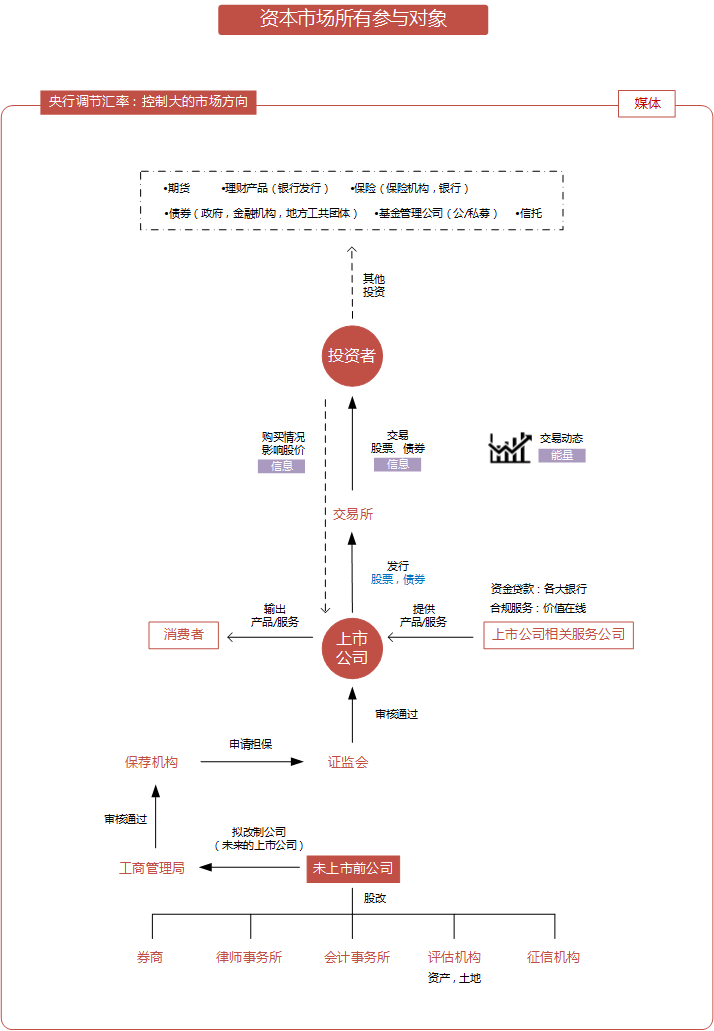 资本市场所有参与对象
央行调节汇率：控制大的市场方向
媒体
•期货 •理财产品（银行发行） •保险（保险机构，银行）
•债券（政府，金融机构，地方工共团体） •基金管理公司（公/私募） •信托
其他
投资
投资者
购买情况
影响股价
信息
交易
股票、债券
信息
交易动态
能量
交易所
发行
股票，债券
资金贷款：各大银行
合规服务：价值在线
输出
产品/服务
提供
产品/服务
消费者
上市
公司
上市公司相关服务公司
审核通过
保荐机构
申请担保
证监会
审核通过
拟改制公司
（未来的上市公司）
工商管理局
未上市前公司
股改
券商
律师事务所
会计事务所
评估机构
征信机构
资产，土地